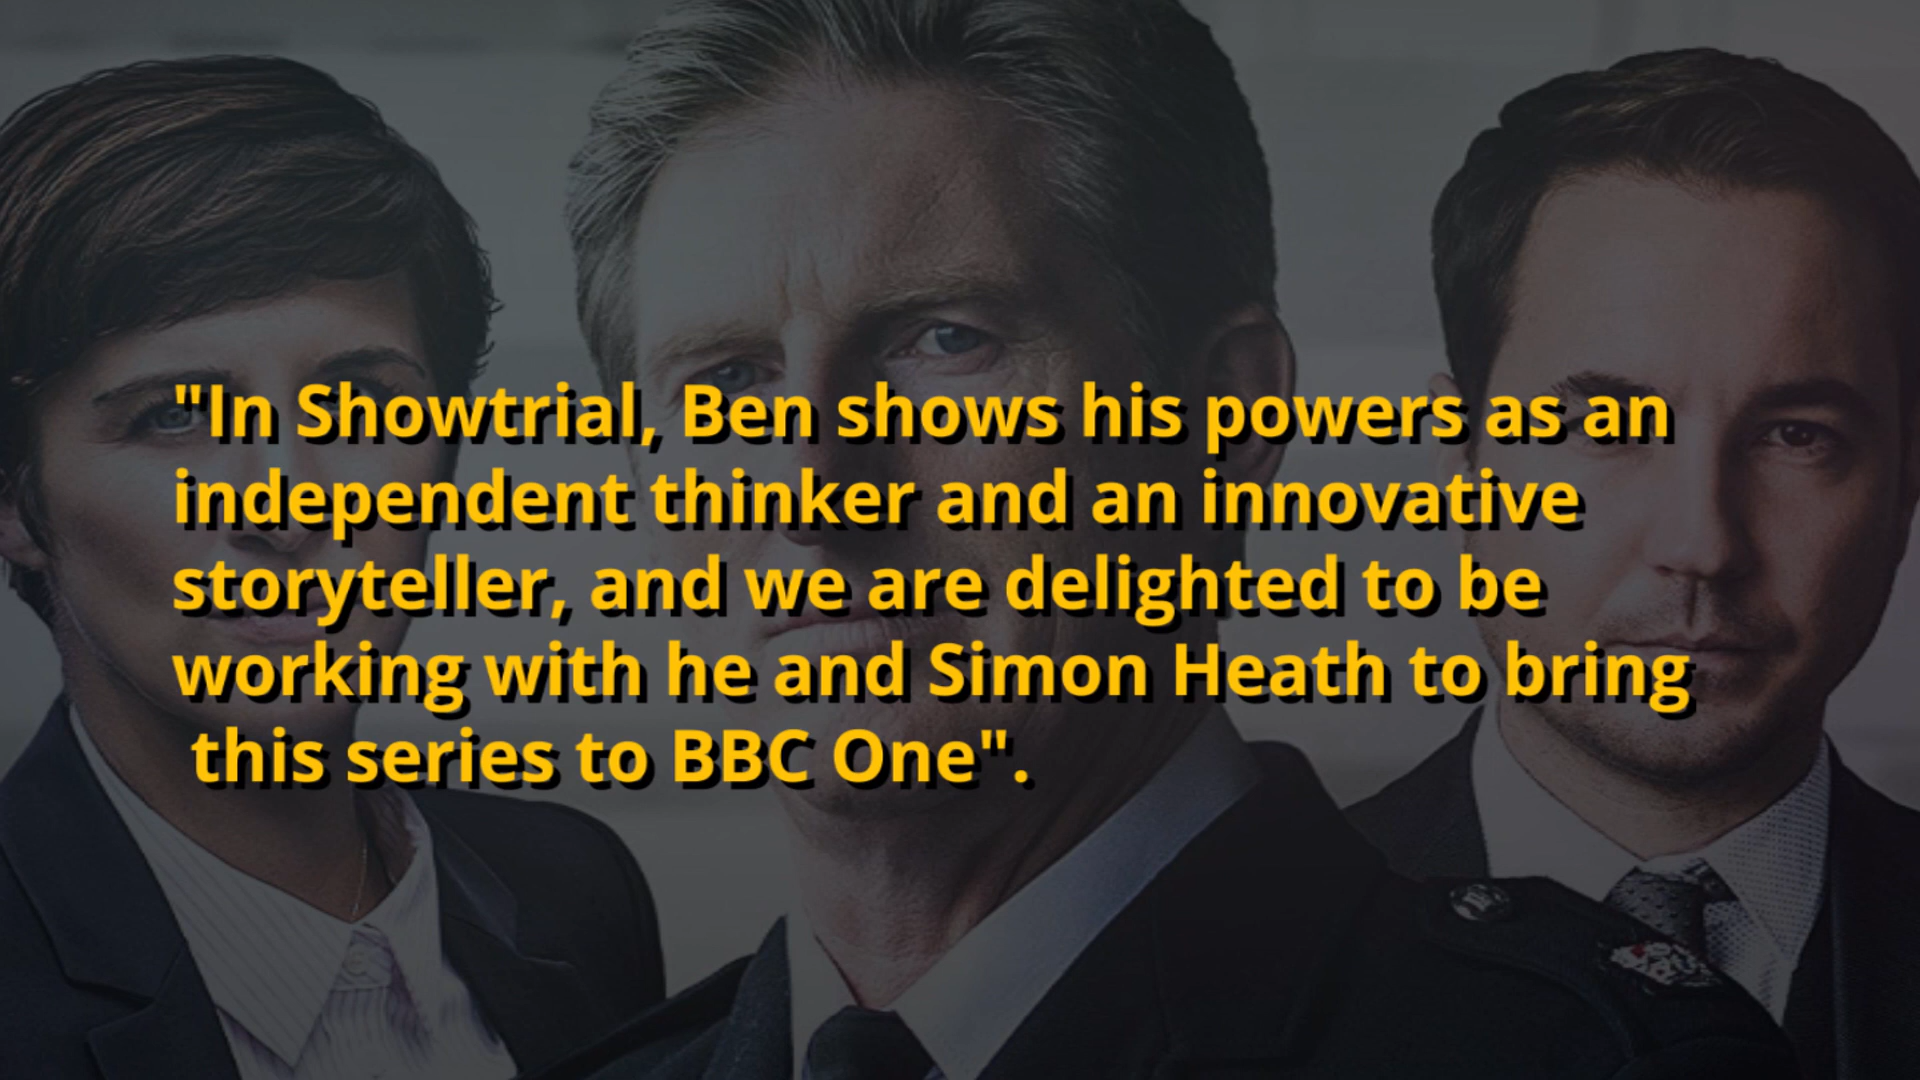 "In Showtrial, Ben shows his powers as an
independent thinker and an innovative
storyteller, and we are delighted to be
working with he and Simon Heath to bring
this series to BBC One".